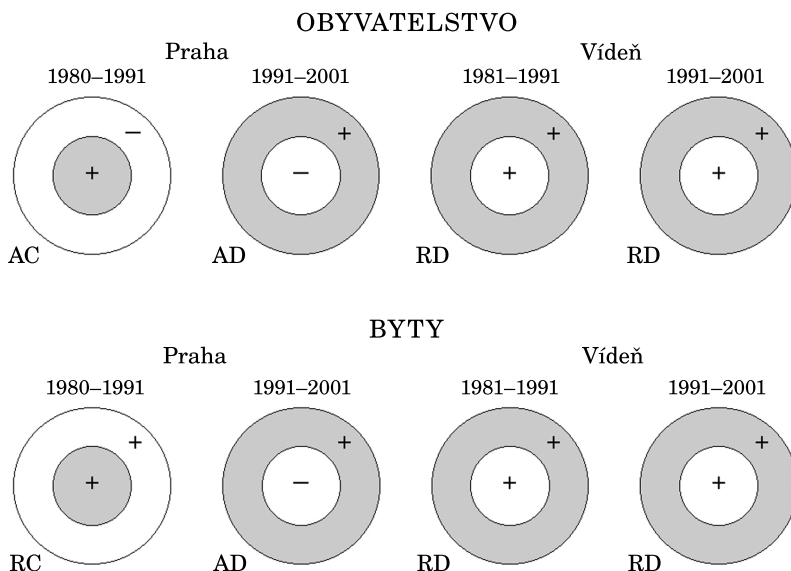 OBYVATELSTVO
Praha Vídeň
1980–1991 1991–2001 1981–1991 1991–2001
– + + +
+ – + +
AC AD RD RD
BYTY
Praha Vídeň
1980–1991 1991–2001 1981–1991 1991–2001
+ + + +
+ – + +
RC AD RD RD